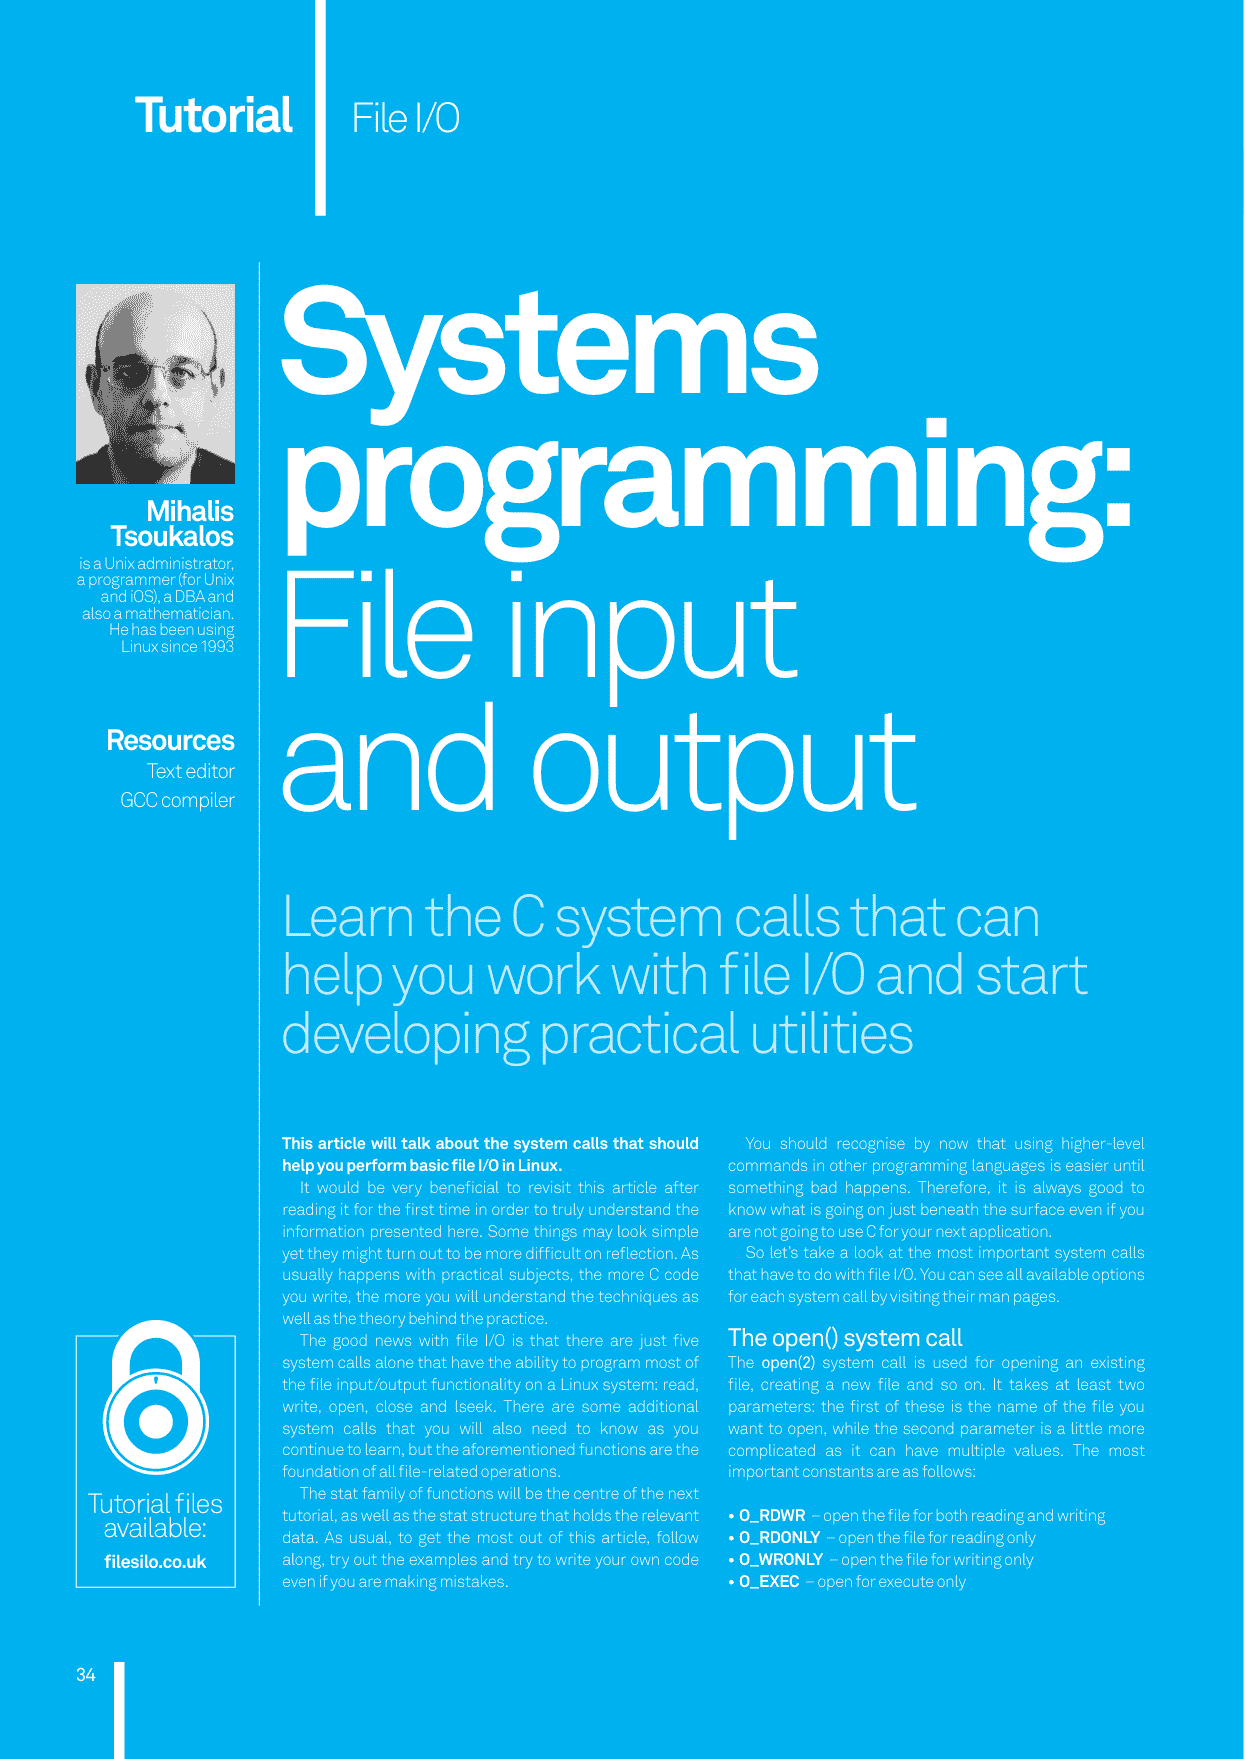 Tutorial
File I/O
Mihalis
Tsoukalos
is a Unix administrator,
a programmer (for Unix
and iOS), a DBA and
also a mathematician.
He has been using
Linux since 1993
Resources
Text editor
GCC compiler
Systems
programming:
File input
and output
Learn the C system calls that can
help you work with file I/O and start
developing practical utilities
This article will talk about the system calls that should
help you perform basic file I/O in Linux.
It would be very beneficial to revisit this article after
reading it for the first time in order to truly understand the
information presented here. Some things may look simple
yet they might turn out to be more difficult on reflection. As
usually happens with practical subjects, the more C code
you write, the more you will understand the techniques as
well as the theory behind the practice.
The good news with file I/O is that there are just five
system calls alone that have the ability to program most of
the file input/output functionality on a Linux system: read,
write, open, close and lseek. There are some additional
system calls that you will also need to know as you
continue to learn, but the aforementioned functions are the
foundation of all file-related operations.
The stat family of functions will be the centre of the next
tutorial, as well as the stat structure that holds the relevant
data. As usual, to get the most out of this article, follow
along, try out the examples and try to write your own code
even if you are making mistakes.
You should recognise by now that using higher-level
commands in other programming languages is easier until
something bad happens. Therefore, it is always good to
know what is going on just beneath the surface even if you
are not going to use C for your next application.
So let's take a look at the most important system calls
that have to do with file I/O. You can see all available options
for each system call by visiting their man pages.
The open() system call
The open(2) system call is used for opening an existing
file, creating a new file and so on. It takes at least two
parameters: the first of these is the name of the file you
want to open, while the second parameter is a little more
complicated as it can have multiple values. The most
important constants are as follows:
• O_RDWR – open the file for both reading and writing
• O_RDONLY – open the file for reading only
• O_WRONLY – open the file for writing only
• O_EXEC – open for execute only
Tutorial files
available:
filesilo.co.uk
34